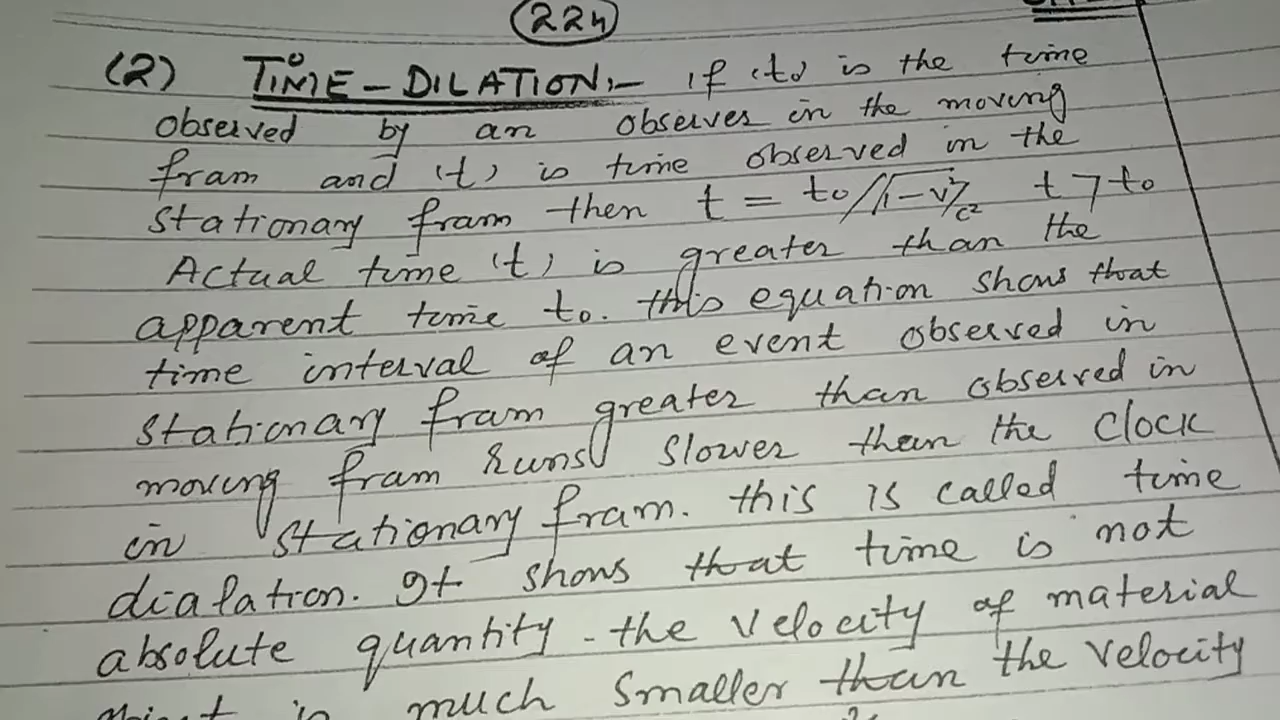 224
(2) TIME-DILATION:- if (t₀) is the time
observed by an observer in the moving
fram and (t) is time observed in the
stationary fram then t = t₀/√1-v²/c² t > t₀
Actual time (t) is greater than the
apparent time t₀. this equation shows that
time interval of an event observed in
stationary fram greater than observed in
moving fram runs slower than the clock
in stationary fram. this is called time
dialation. It shows that time is not
absolute quantity. the velocity of material
much smaller than the velocity